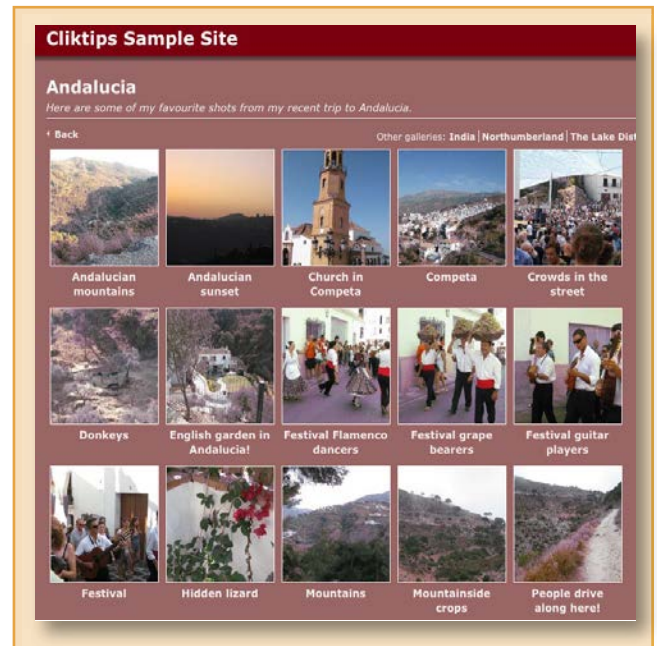 Cliktips Sample Site
Andalucia
Here are some of my favourite shots from my recent trip to Andalucia.
Back
Other galleries: India | Northumberland | The Lake Dist
Andalucian
mountains
Andalucian
sunset
Church in
Competa
Competa
Crowds in the
street
Donkeys
English garden in
Andalucia!
Festival Flamenco
dancers
Festival grape
bearers
Festival guitar
players
Festival
Hidden lizard
Mountains
Mountainside
crops
People drive
along here!